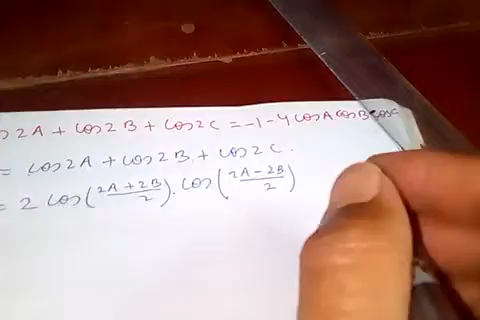 s 2A + cos 2B + cos 2C = -1 - 4 cos A cos B cos C
= cos 2A + cos 2B + cos 2C.
= 2 cos((2A + 2B)/2) . cos((2A - 2B)/2)